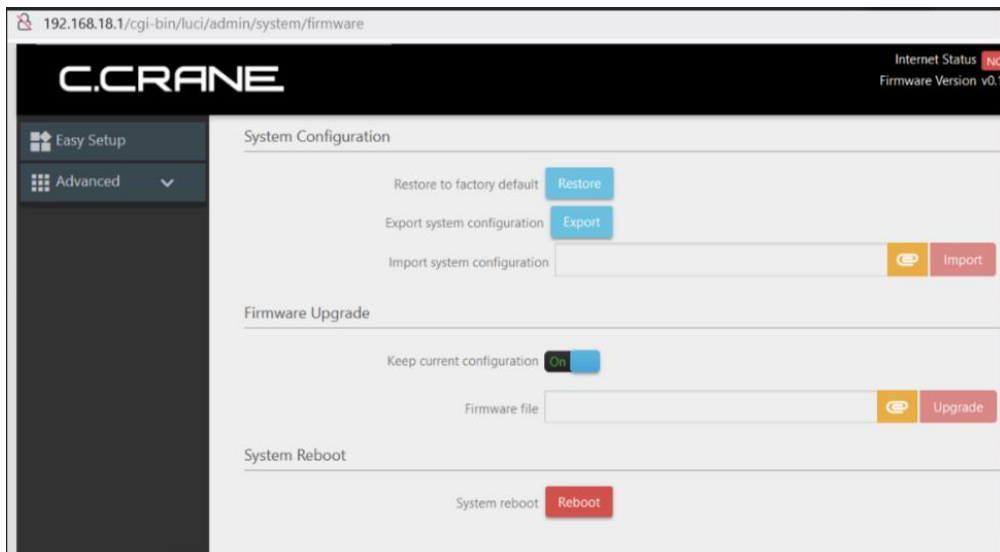 192.168.18.1/cgi-bin/luci/admin/system/firmware
C.CRANE
Internet Status
Firmware Version
Easy Setup
Advanced
System Configuration
Restore to factory default Restore
Export system configuration Export
Import system configuration Import
Firmware Upgrade
Keep current configuration On
Firmware file Upgrade
System Reboot
System reboot Reboot